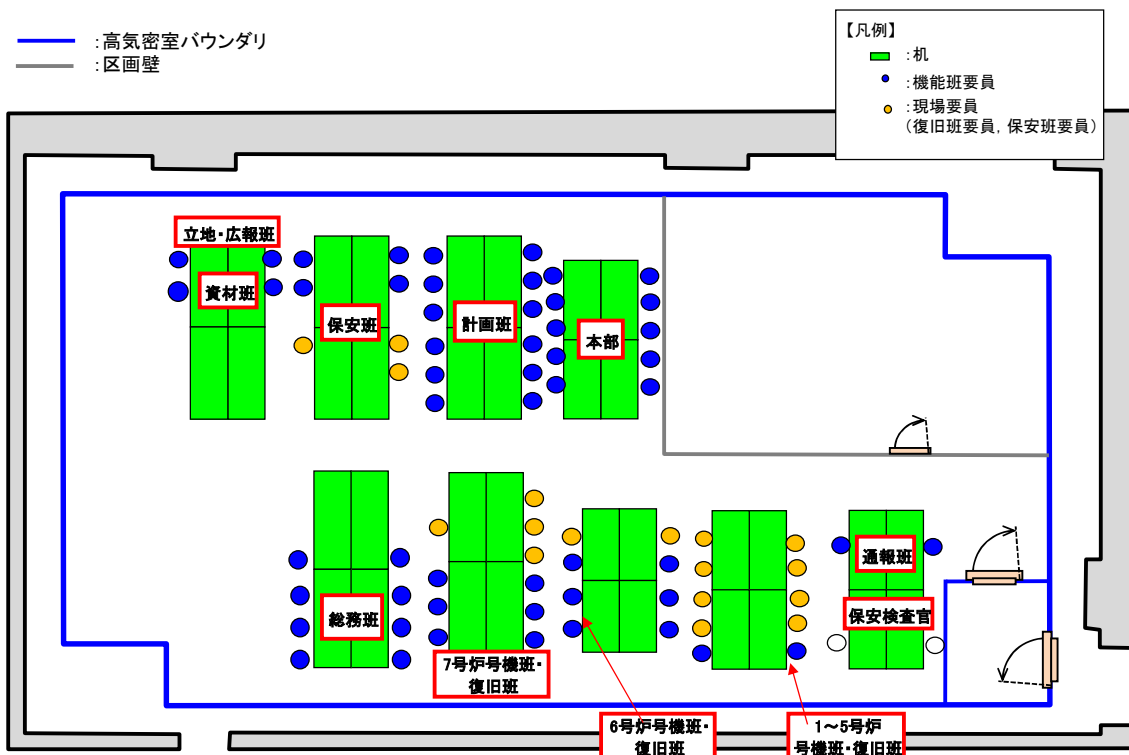 :高気密室バウンダリ
:区画壁
【凡例】
:机
:機能班要員
:現場要員
(復旧班要員, 保安班要員)
立地・広報班
資材班
保安班
計画班
本部
総務班
7号炉号機班・
復旧班
6号炉号機班・
復旧班
1～5号炉
号機班・復旧班
通報班
保安検査官